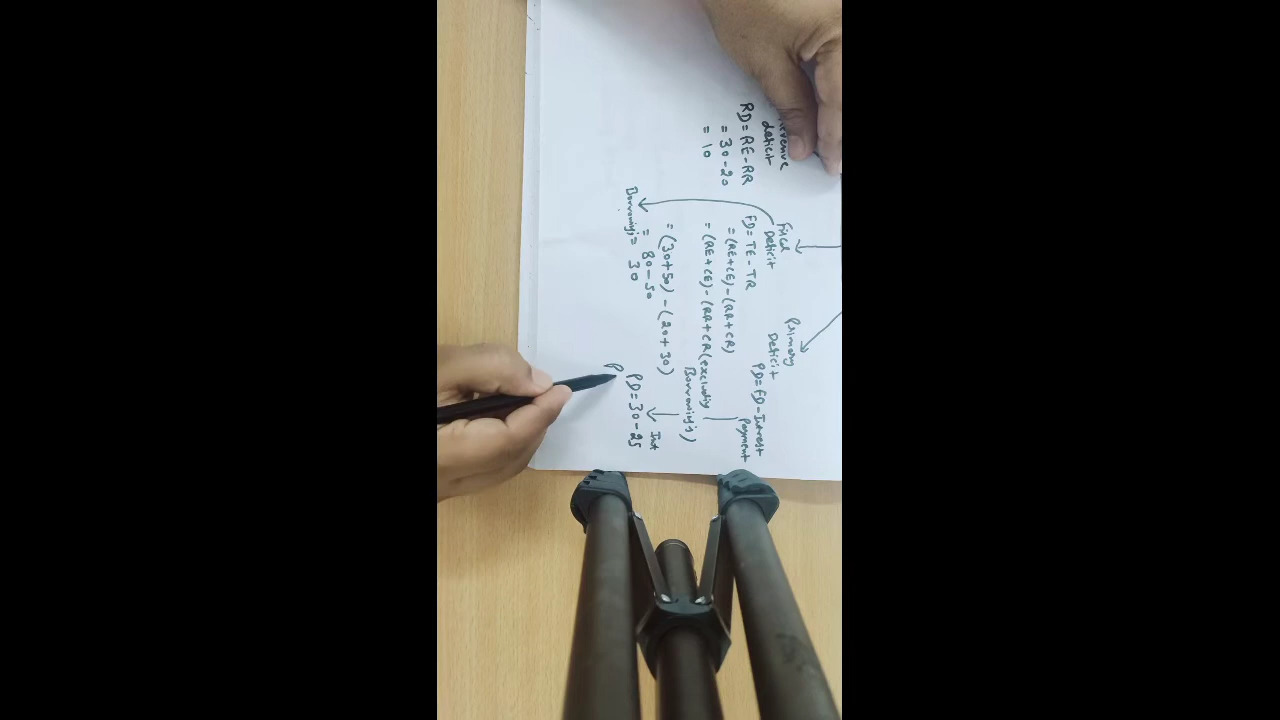 Revenue
deficit
RD = RE - RR
= 30 - 20
= 10
Fiscal
Deficit
FD = TE - TR
= (RE + CE) - (RR + CR)
= (RE + CE) - (RR + CR (excluding
Borrowing's)
= (30 + 50) - (20 + 30)
= 80 - 50
Borrowing's = 30
Primary
Deficit
PD = FD - Interest
Payment
Int
PD = 30 - 25
P